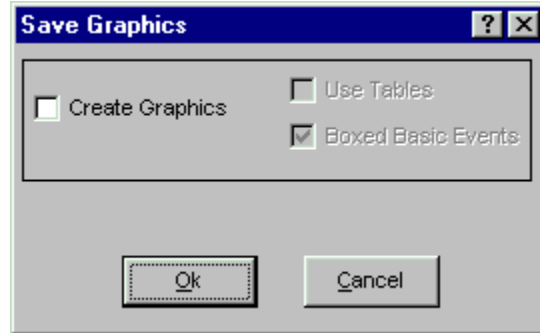 Save Graphics
Create Graphics
Use Tables
Boxed Basic Events
Ok
Cancel